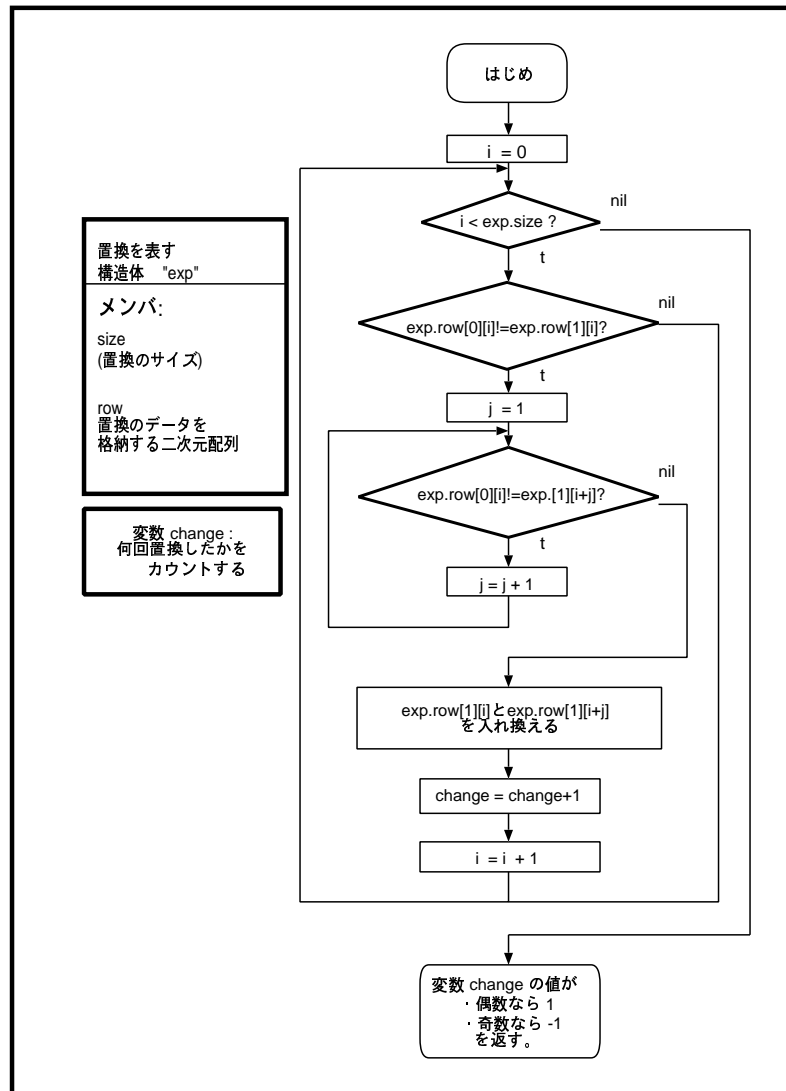 はじめ
i = 0
i < exp.size ?
nil
t
exp.row[0][i]!=exp.row[1][i]?
nil
t
j = 1
exp.row[0][i]!=exp.[1][i+j]?
nil
t
j = j + 1
exp.row[1][i]とexp.row[1][i+j]
を入れ換える
change = change+1
i = i + 1
変数 change の値が
・偶数なら 1
・奇数なら -1
を返す。
置換を表す
構造体 "exp"
メンバ:
size
(置換のサイズ)
row
置換のデータを
格納する二次元配列
変数 change :
何回置換したかを
カウントする